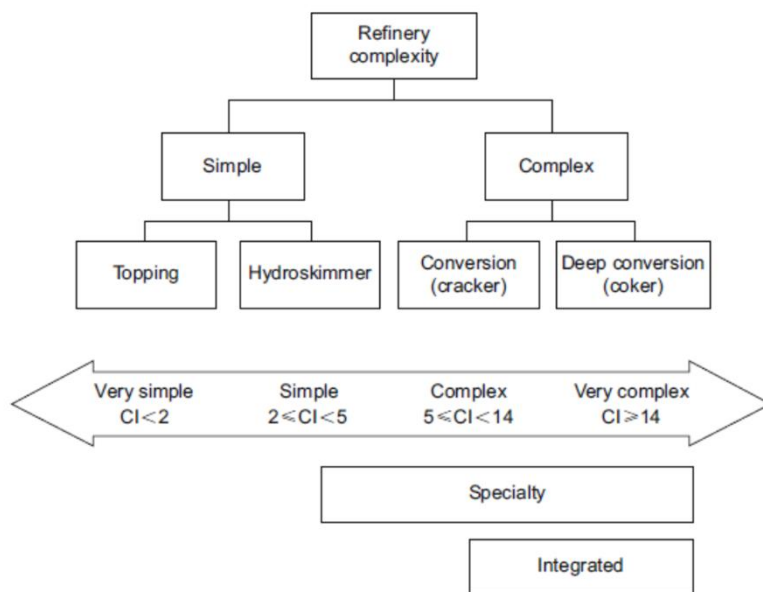 Refinery
complexity
Simple
Complex
Topping
Hydroskimmer
Conversion
(cracker)
Deep conversion
(coker)
Very simple
CI<2
Simple
2⩽CI<5
Complex
5⩽CI<14
Very complex
CI⩾14
Specialty
Integrated